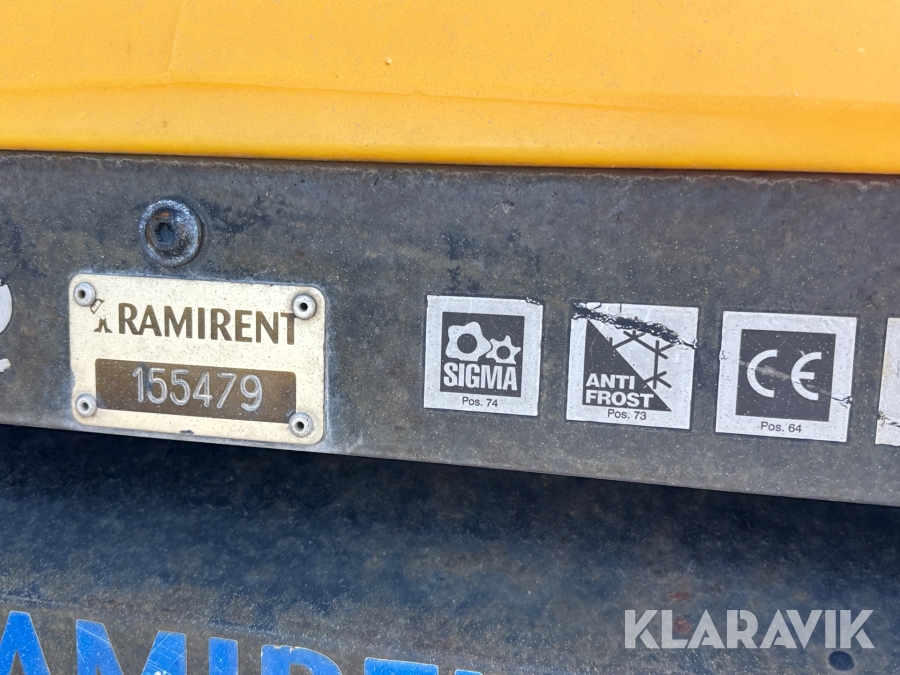 RAMIRENT
155479
SIGMA
Pos. 74
ANTI
FROST
Pos. 73
CE
Pos. 64
KLARAVIK